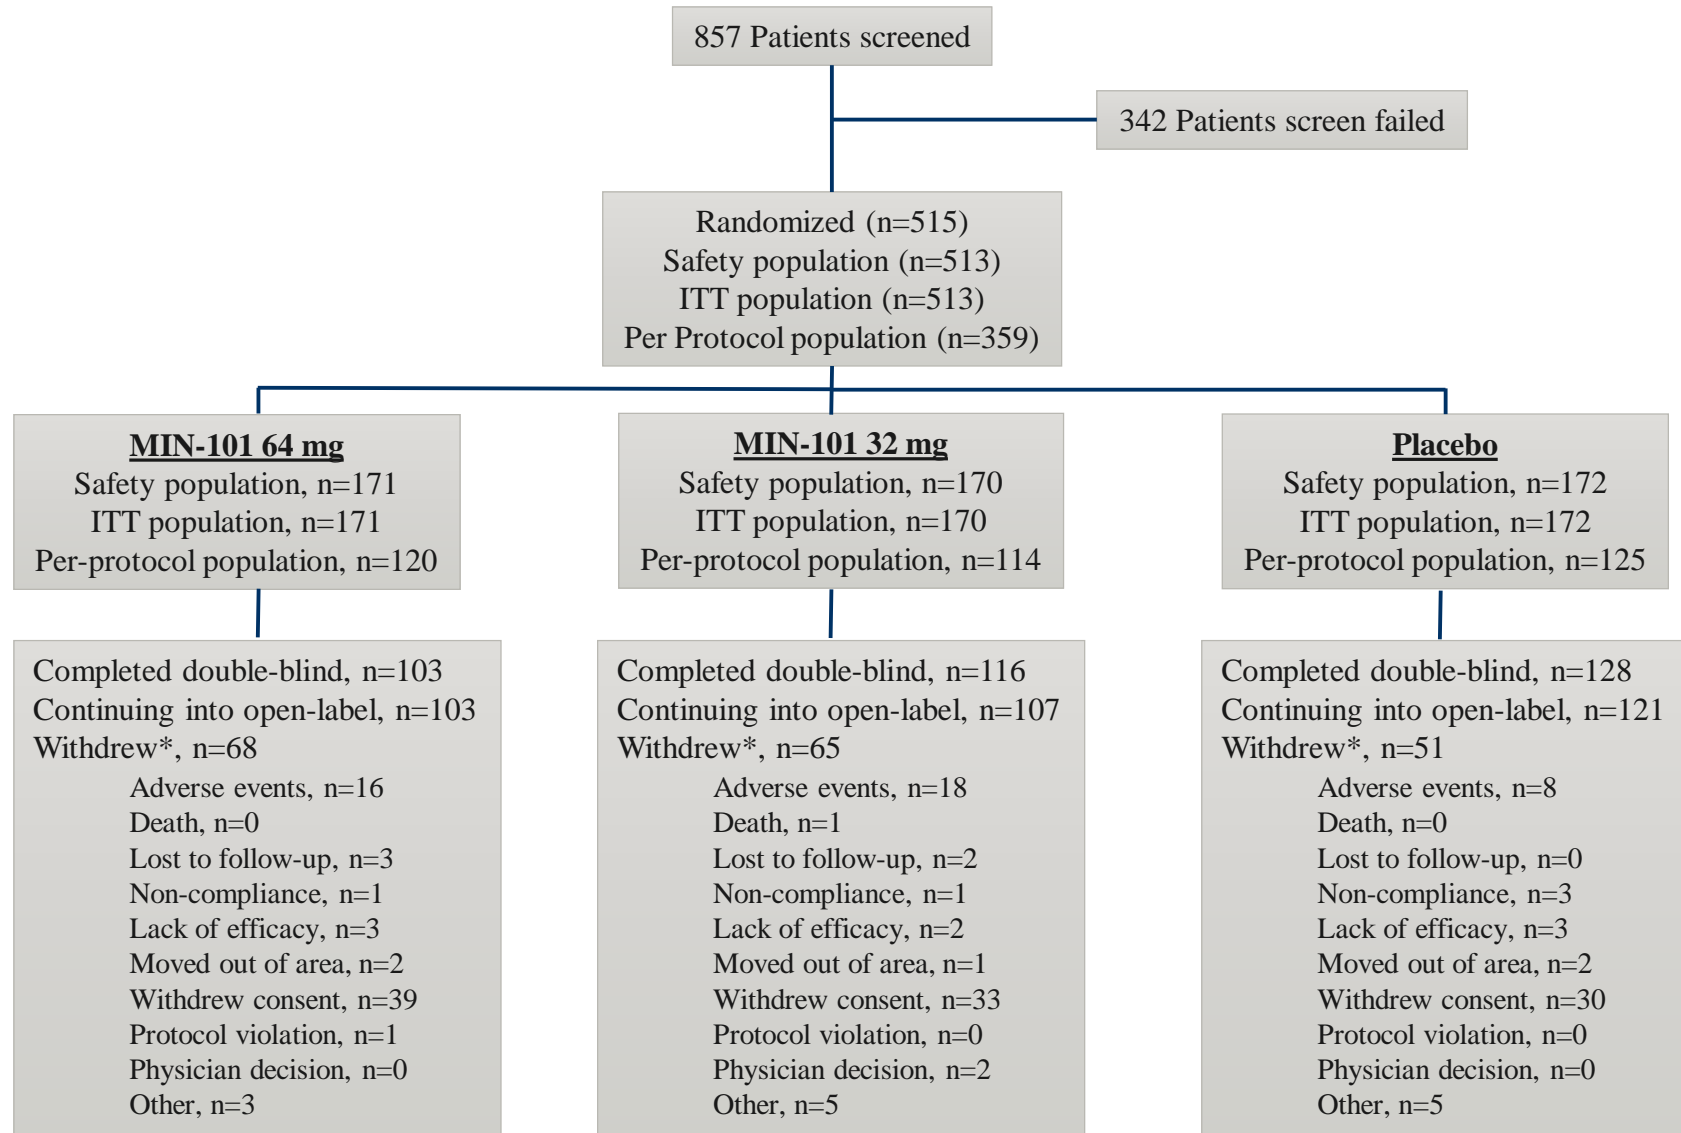 857 Patients screened
342 Patients screen failed
Randomized (n=515)
Safety population (n=513)
ITT population (n=513)
Per Protocol population (n=359)
MIN-101 64 mg
Safety population, n=171
ITT population, n=171
Per-protocol population, n=120
MIN-101 32 mg
Safety population, n=170
ITT population, n=170
Per-protocol population, n=114
Placebo
Safety population, n=172
ITT population, n=172
Per-protocol population, n=125
Completed double-blind, n=103
Continuing into open-label, n=103
Withdrew*, n=68
Adverse events, n=16
Death, n=0
Lost to follow-up, n=3
Non-compliance, n=1
Lack of efficacy, n=3
Moved out of area, n=2
Withdrew consent, n=39
Protocol violation, n=1
Physician decision, n=0
Other, n=3
Completed double-blind, n=116
Continuing into open-label, n=107
Withdrew*, n=65
Adverse events, n=18
Death, n=1
Lost to follow-up, n=2
Non-compliance, n=1
Lack of efficacy, n=2
Moved out of area, n=1
Withdrew consent, n=33
Protocol violation, n=0
Physician decision, n=2
Other, n=5
Completed double-blind, n=128
Continuing into open-label, n=121
Withdrew*, n=51
Adverse events, n=8
Death, n=0
Lost to follow-up, n=0
Non-compliance, n=3
Lack of efficacy, n=3
Moved out of area, n=2
Withdrew consent, n=30
Protocol violation, n=0
Physician decision, n=0
Other, n=5